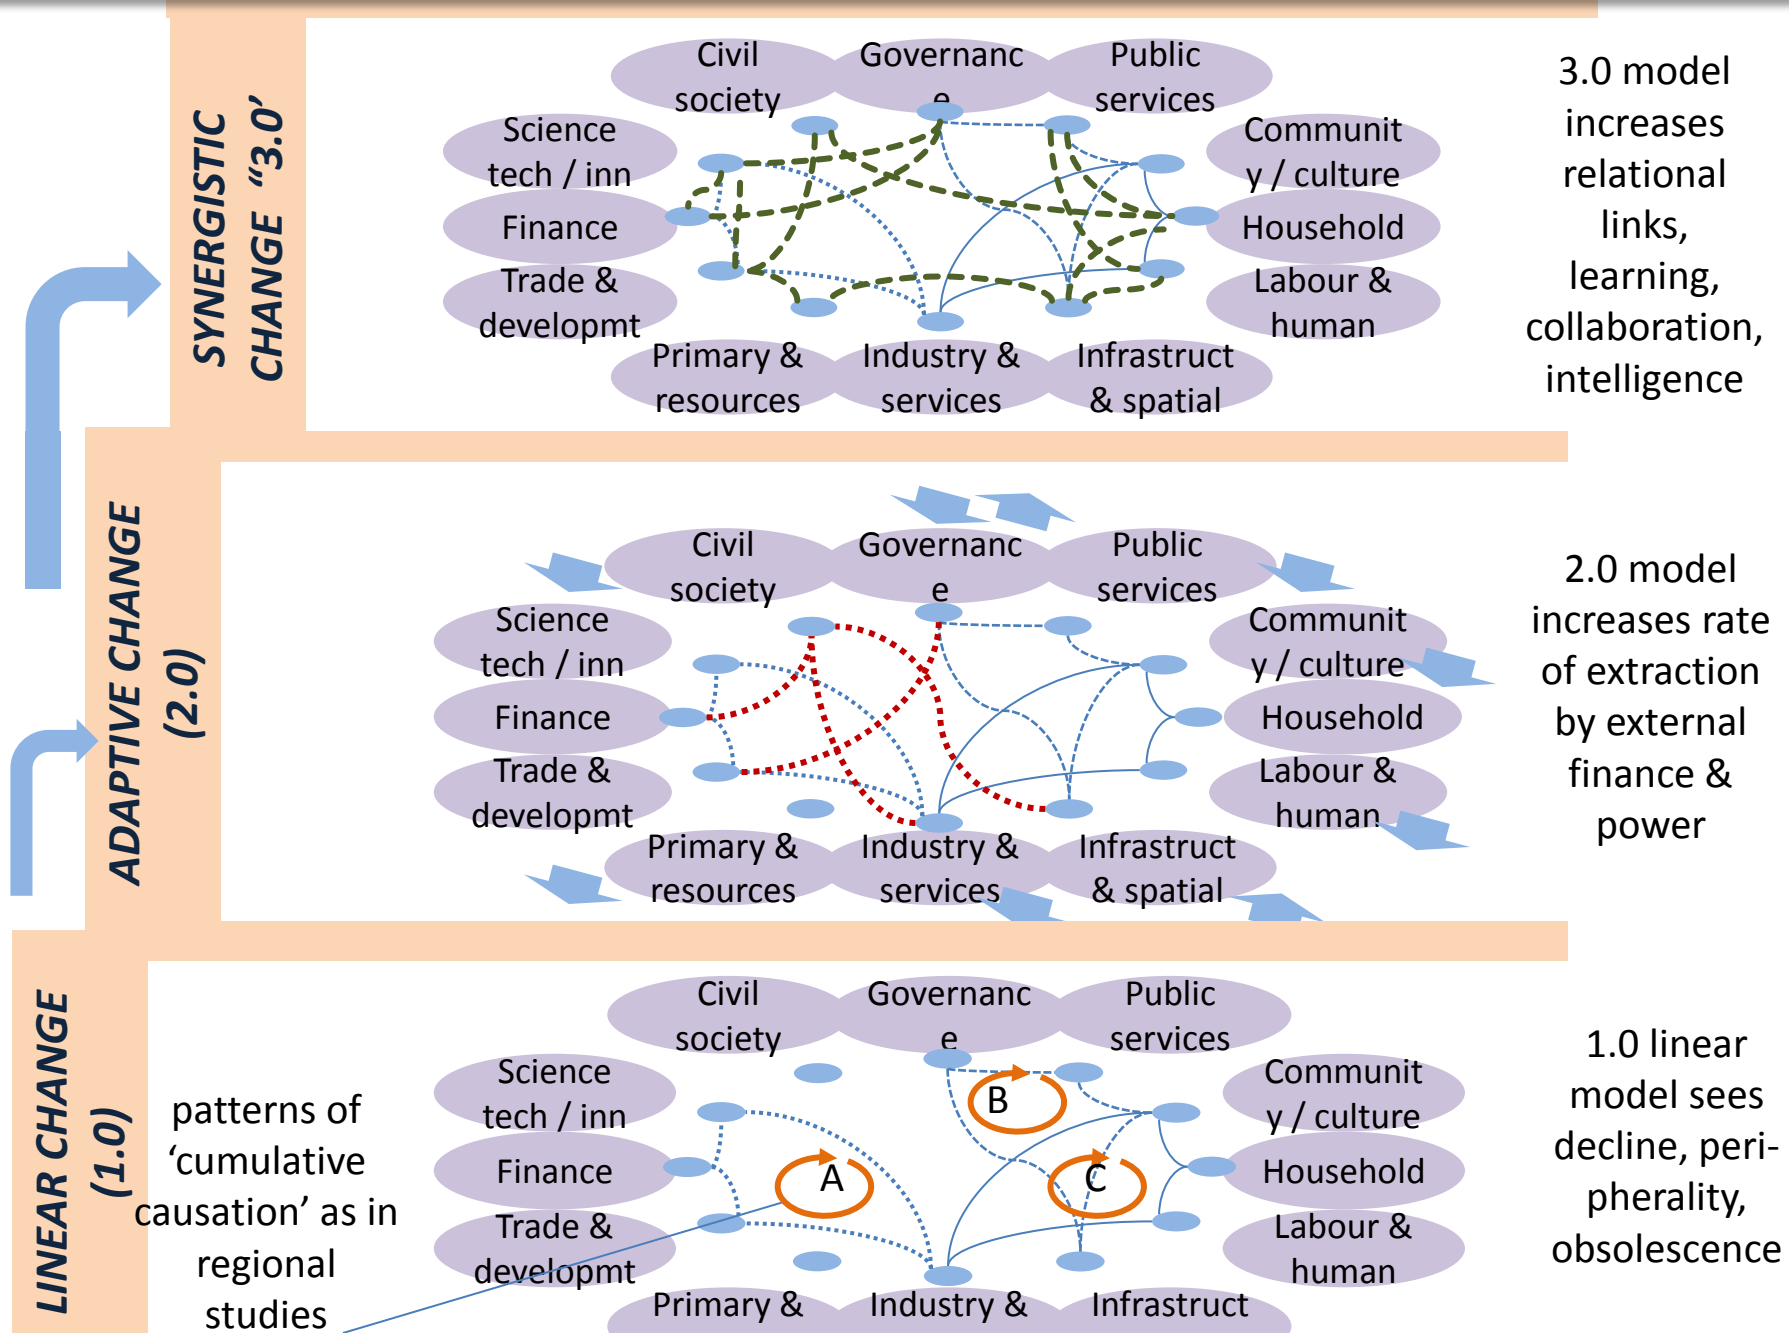 SYNERGISTIC
CHANGE "3.0'
Civil
society
Governanc
e
Public
services
Science
tech / inn
Communit
y / culture
Finance
Household
Trade &
developmt
Labour &
human
Primary &
resources
Industry &
services
Infrastruct
& spatial
3.0 model
increases
relational
links,
learning,
collaboration,
intelligence
ADAPTIVE CHANGE
(2.0)
Civil
society
Governanc
e
Public
services
Science
tech / inn
Communit
y / culture
Finance
Household
Trade &
developmt
Labour &
human
Primary &
resources
Industry &
services
Infrastruct
& spatial
2.0 model
increases rate
of extraction
by external
finance &
power
LINEAR CHANGE
(1.0)
patterns of
‘cumulative
causation’ as in
regional
studies
Civil
society
Governanc
e
Public
services
Science
tech / inn
Communit
y / culture
Finance
Household
Trade &
developmt
Labour &
human
Primary &
Industry &
Infrastruct
A
B
C
1.0 linear
model sees
decline, peri-
pherality,
obsolescence